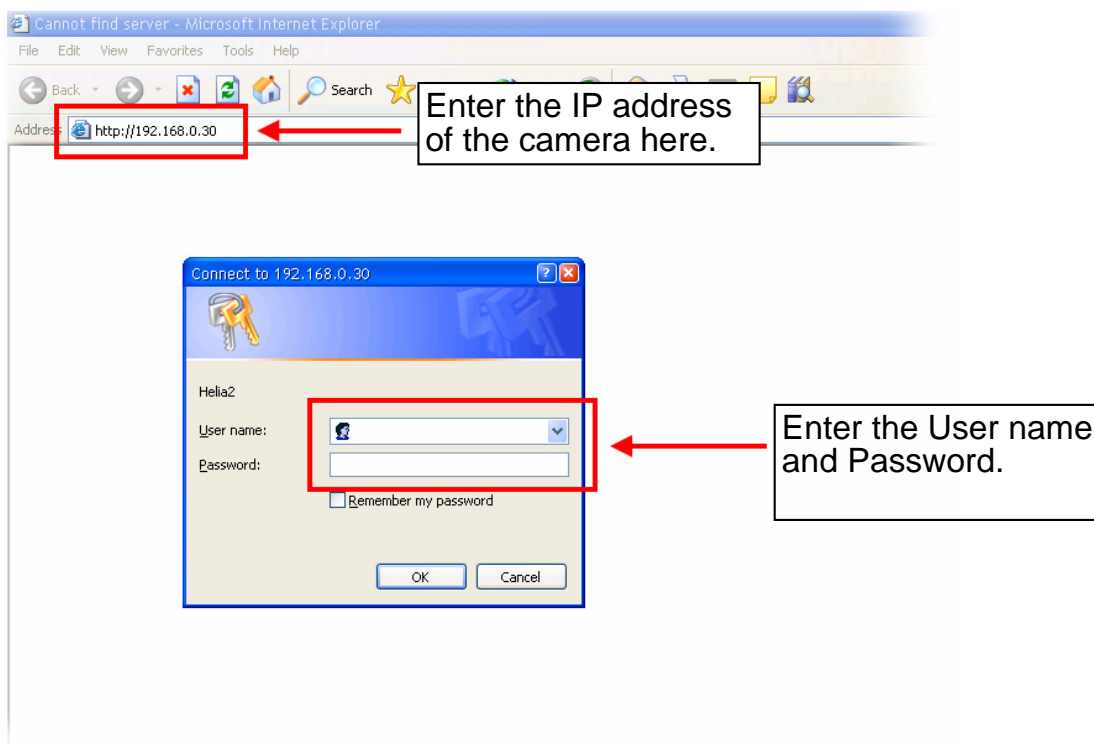 Cannot find server - Microsoft Internet Explorer
File Edit View Favorites Tools Help
Back Search
Address http://192.168.0.30
Enter the IP address
of the camera here.
Connect to 192.168.0.30
Helia2
User name:
Password:
Remember my password
OK Cancel
Enter the User name
and Password.